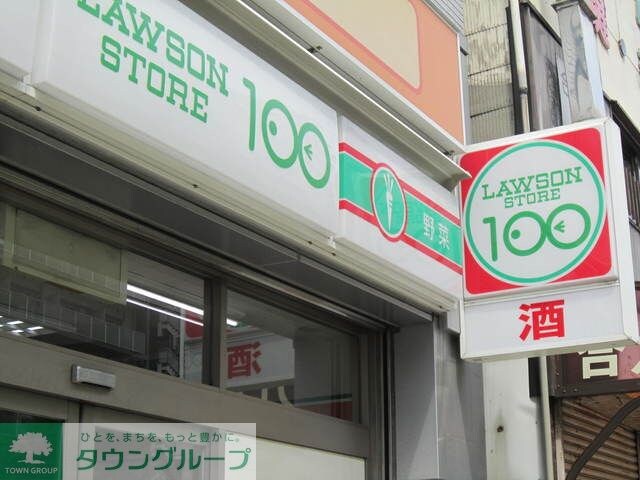 LAWSON
STORE
100
野菜
LAWSON
STORE
100
酒
酒
ひとを、まちを、もっと豊かに。
タウングループ
TOWN GROUP